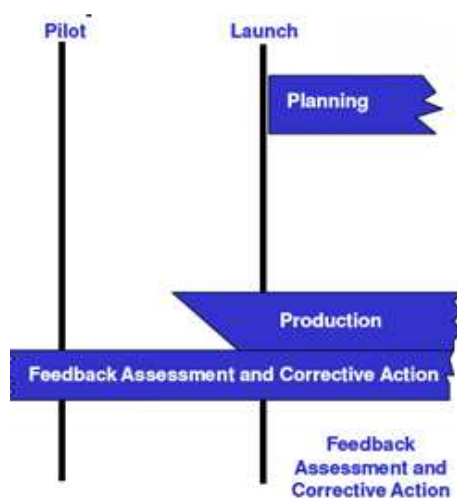 Pilot
Launch
Planning
Production
Feedback Assessment and Corrective Action
Feedback
Assessment and
Corrective Action